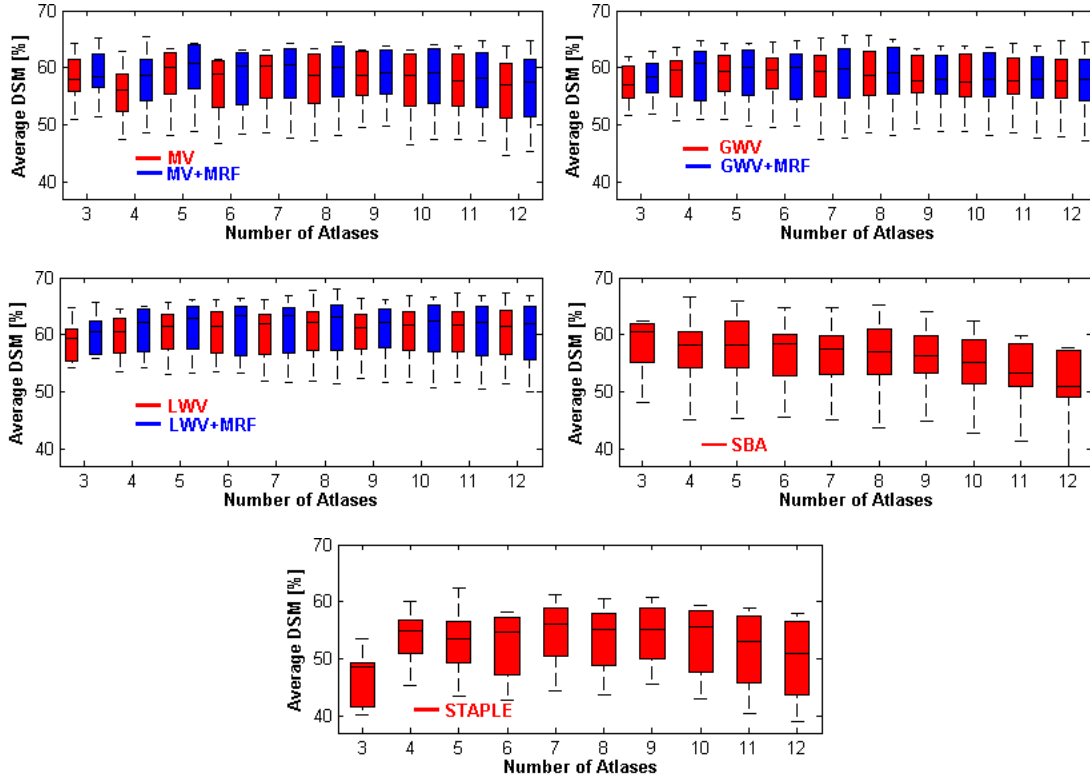 70
60
50
40
Average DSM [%]
MV
MV+MRF
3 4 5 6 7 8 9 10 11 12
Number of Atlases
70
60
50
40
Average DSM [%]
GWV
GWV+MRF
3 4 5 6 7 8 9 10 11 12
Number of Atlases
70
60
50
40
Average DSM [%]
LWV
LWV+MRF
3 4 5 6 7 8 9 10 11 12
Number of Atlases
70
60
50
40
Average DSM [%]
SBA
3 4 5 6 7 8 9 10 11 12
Number of Atlases
70
60
50
40
Average DSM [%]
STAPLE
3 4 5 6 7 8 9 10 11 12
Number of Atlases